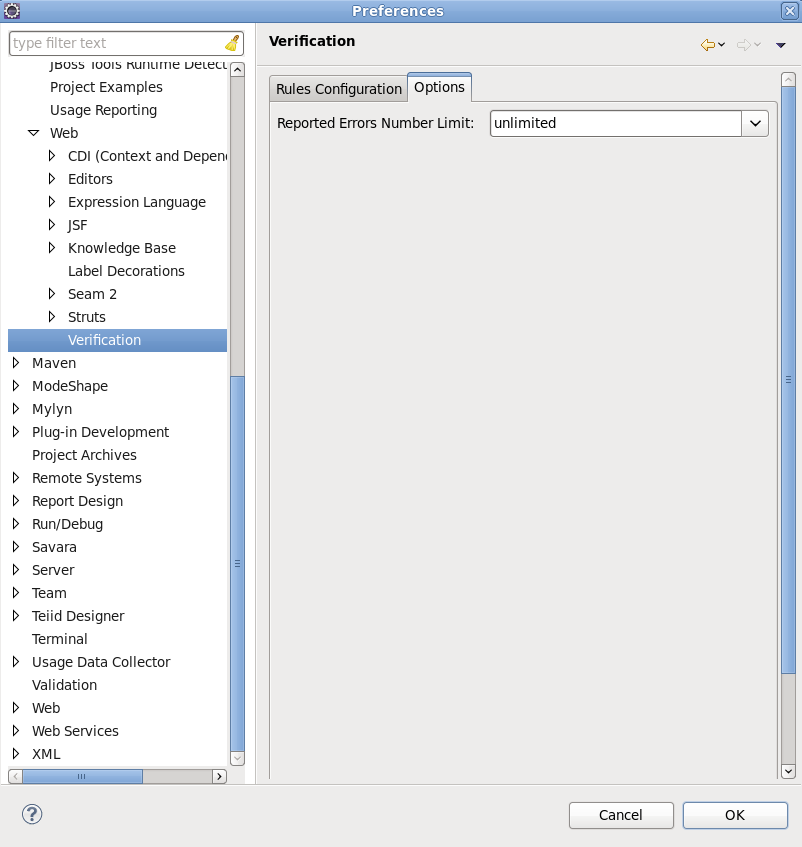 Preferences
type filter text
JBoss Tools Runtime Detect
Project Examples
Usage Reporting
Web
CDI (Context and Depen
Editors
Expression Language
JSF
Knowledge Base
Label Decorations
Seam 2
Struts
Verification
Maven
ModeShape
Mylyn
Plug-in Development
Project Archives
Remote Systems
Report Design
Run/Debug
Savara
Server
Team
Teiid Designer
Terminal
Usage Data Collector
Validation
Web
Web Services
XML
Verification
Rules Configuration
Options
Reported Errors Number Limit:
unlimited
?
Cancel
OK